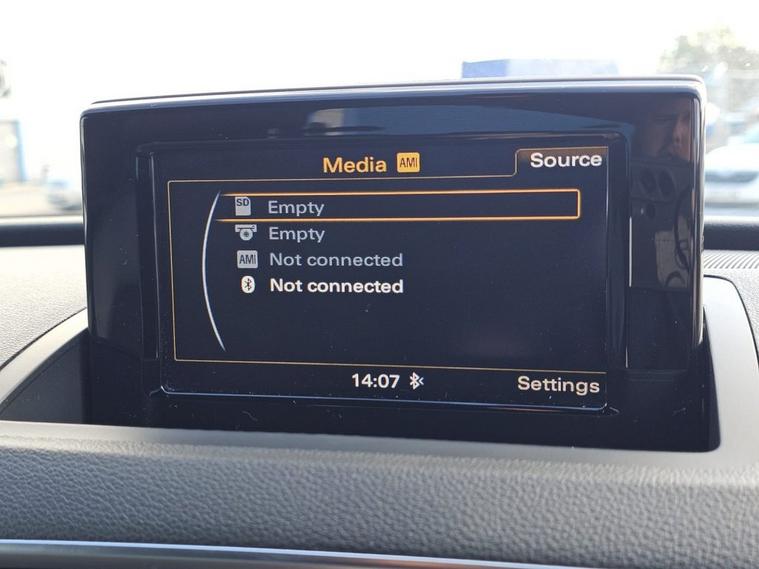 Media AMI
Source
SD Empty
Empty
AMI Not connected
Not connected
14:07
Settings